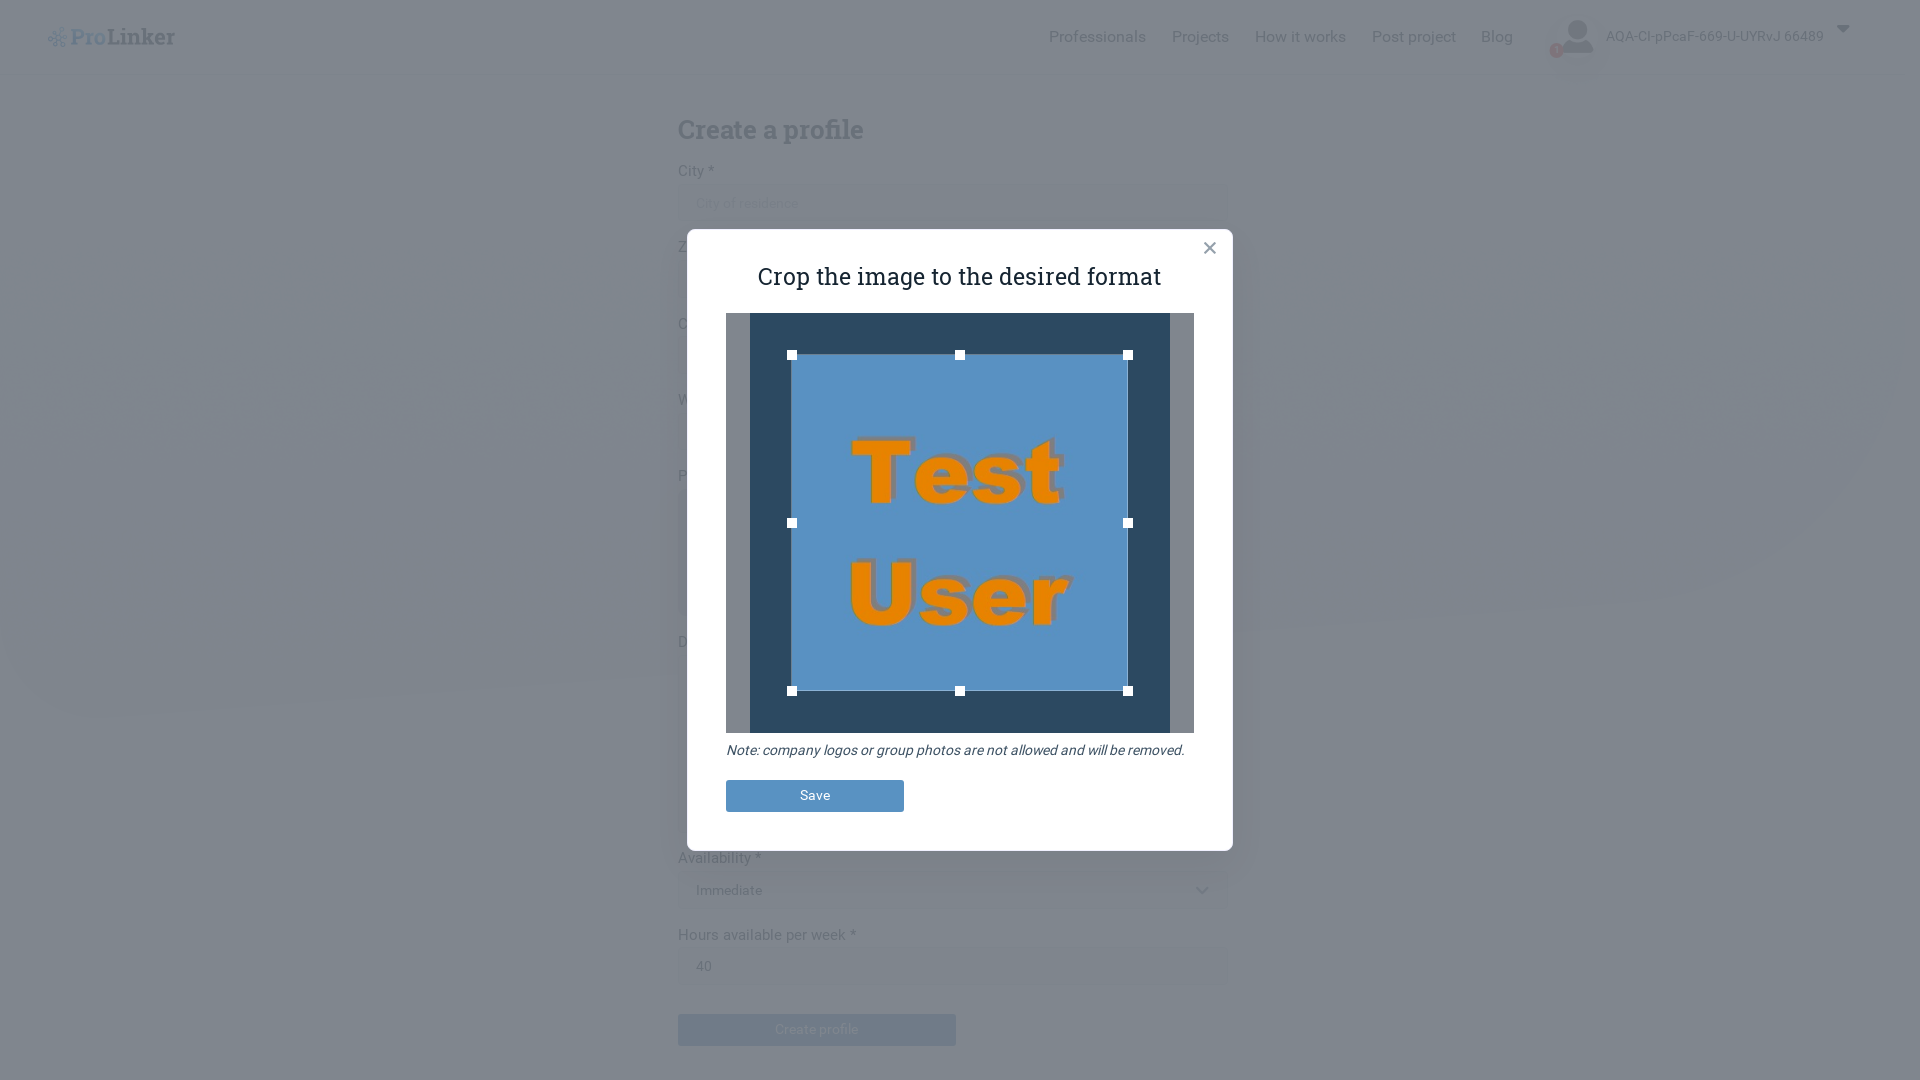 ProLinker
Professionals Projects How it works Post project Blog AQA-CI-pPcaF-669-U-UYRvJ 66489
Create a profile
City *
City of residence
Crop the image to the desired format
Test
User
Note: company logos or group photos are not allowed and will be removed.
Save
Availability *
Immediate
Hours available per week *
40
Create profile